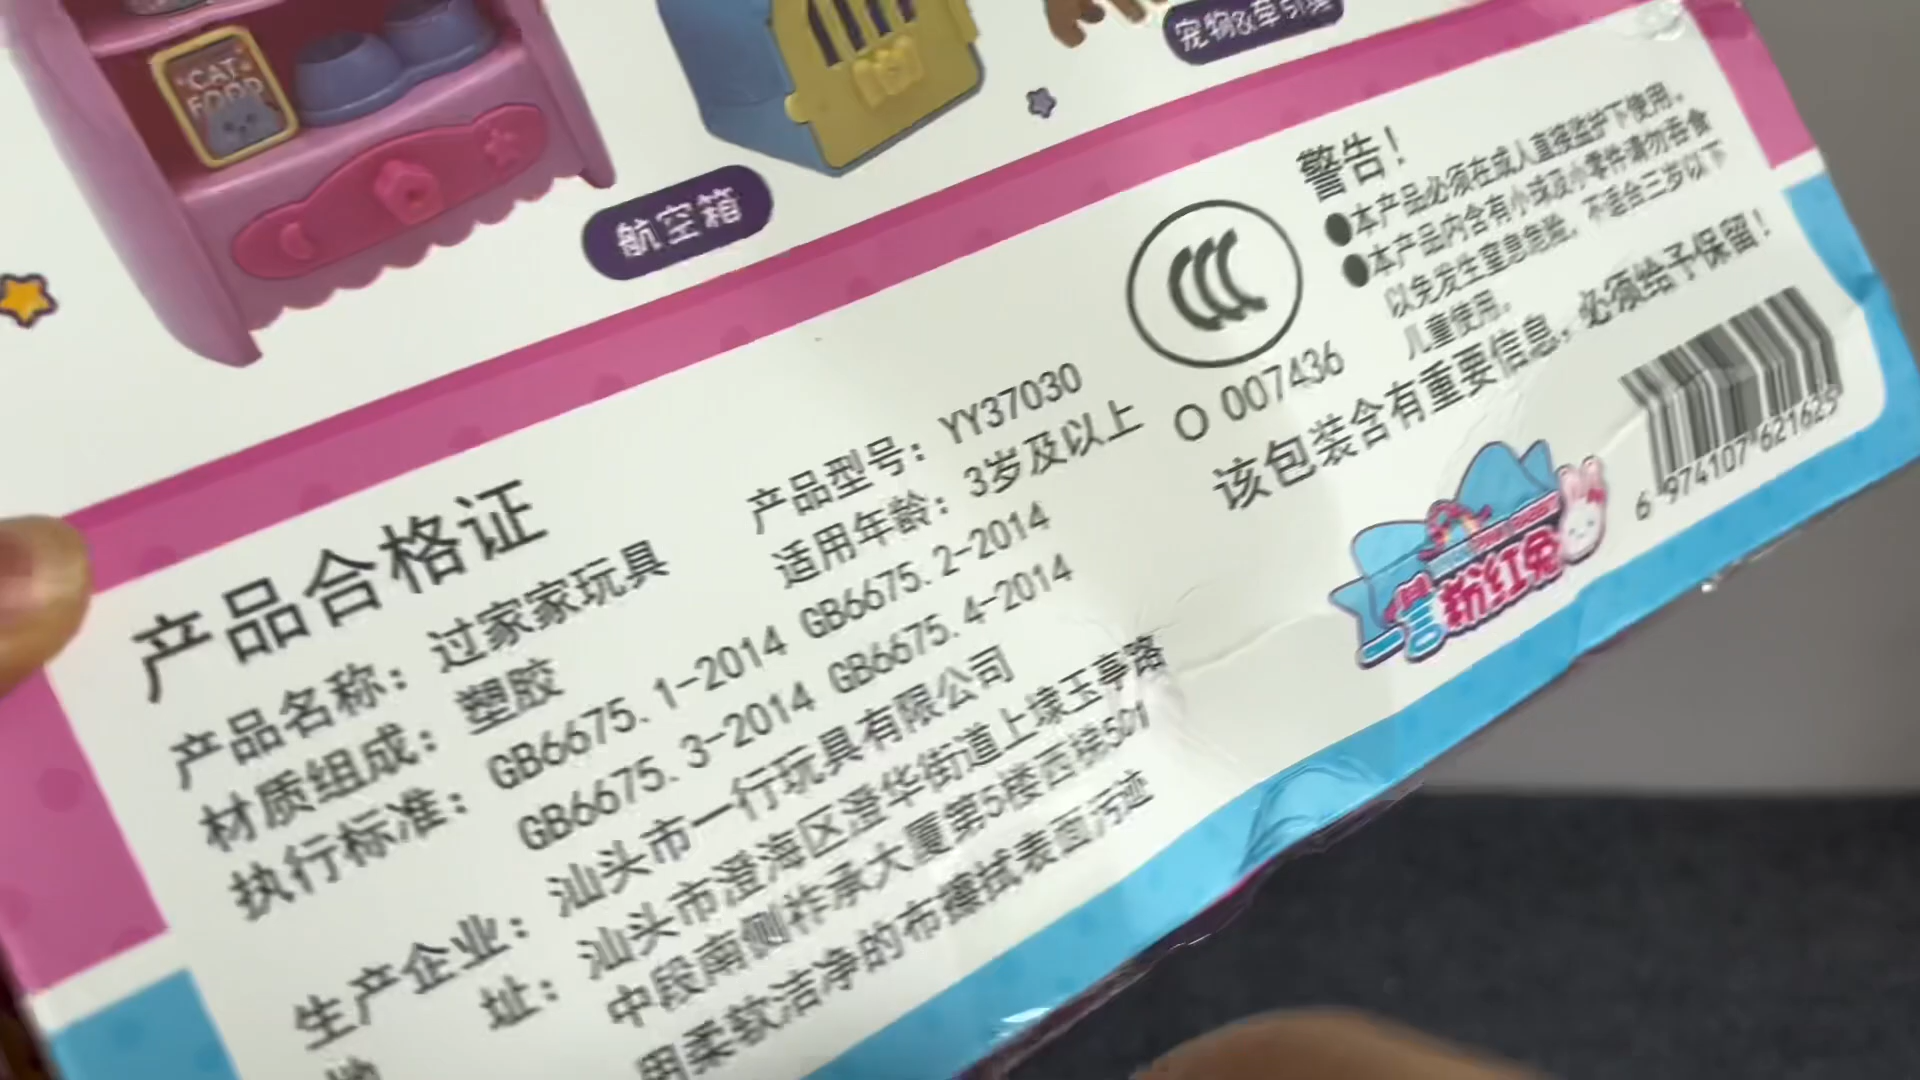 CAT
FOOD
航空箱
宠物&牵引绳
警告！
●本产品必须在成人直接监护下使用。
●本产品内含有小球及小零件请勿吞食
以免发生窒息危险。不适合三岁以下
儿童使用。
该包装含有重要信息，必须给予保留！
O 007436
6 974107 621629
一言粉红兔
产品合格证
产品名称：过家家玩具
产品型号：YY37030
材质组成：塑胶
适用年龄：3岁及以上
执行标准：GB6675.1-2014 GB6675.2-2014
GB6675.3-2014 GB6675.4-2014
生产企业：汕头市一行玩具有限公司
地 址：汕头市澄海区澄华街道上埭玉亭路
中段南侧祚承大厦第5楼西梯501
用柔软洁净的布擦拭表面污迹